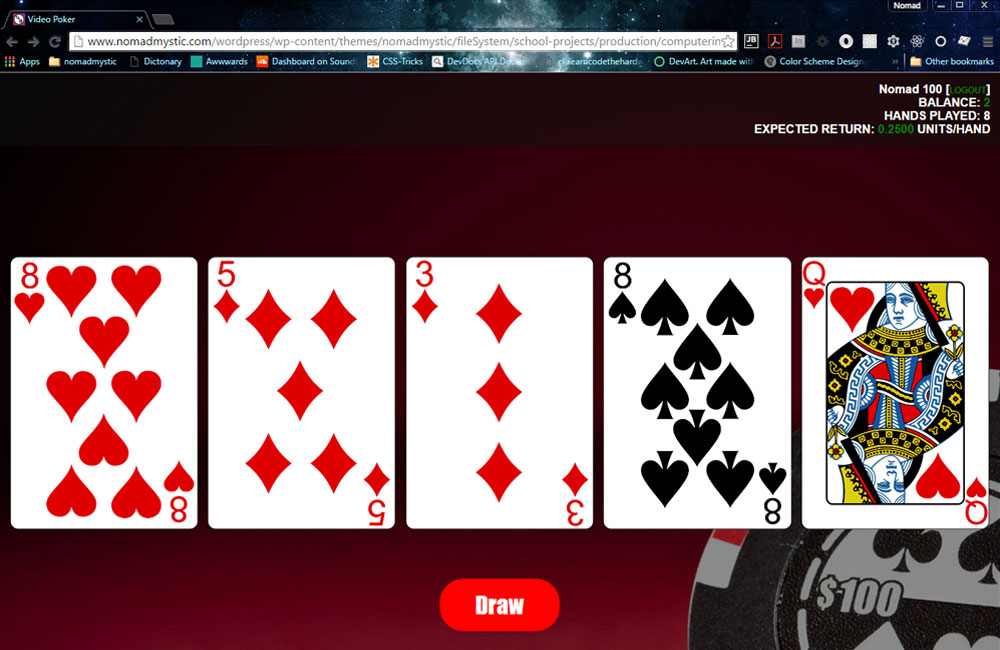 Nomad
Video Poker
www.nomadmystic.com/wordpress/wp-content/themes/nomadmystic/fileSystem/school-projects/production/computerin
JB
Apps nomadmystic Dictonary Awwwards Dashboard on Sound CSS-Tricks DevDocs API Do DevArt. Art made with Color Scheme Design » Other bookmarks
Nomad 100 [LOGOUT]
BALANCE: 2
HANDS PLAYED: 8
EXPECTED RETURN: 0.2500 UNITS/HAND
8 5 3 8 Q
8 5 3 8 Q
Draw
$100